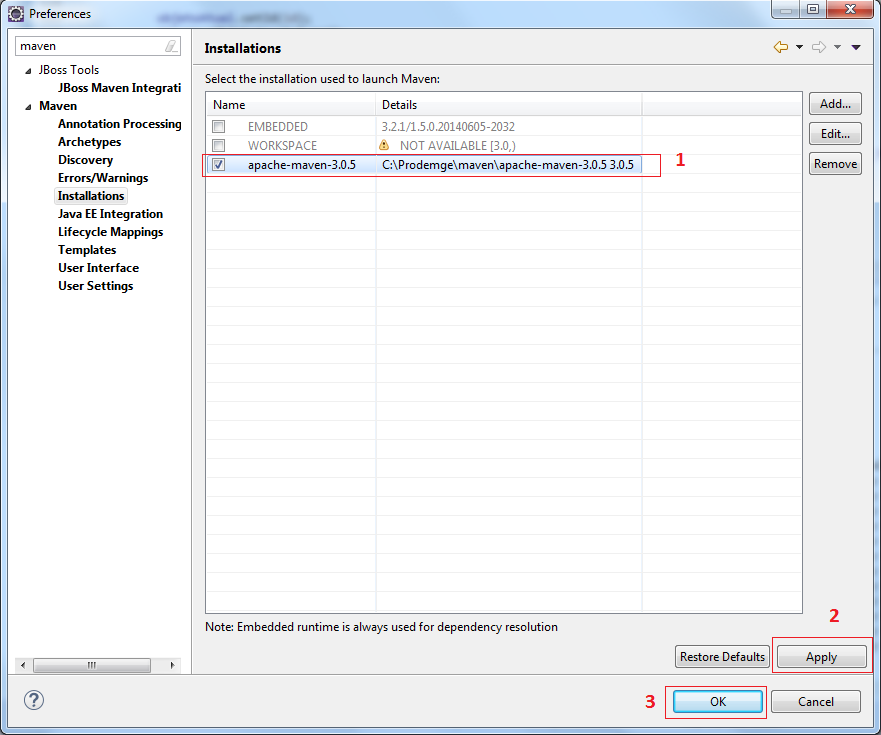 Preferences
maven
JBoss Tools
JBoss Maven Integrati
Maven
Annotation Processing
Archetypes
Discovery
Errors/Warnings
Installations
Java EE Integration
Lifecycle Mappings
Templates
User Interface
User Settings
Installations
Select the installation used to launch Maven:
Name Details
EMBEDDED 3.2.1/1.5.0.20140605-2032
WORKSPACE NOT AVAILABLE [3.0,)
apache-maven-3.0.5 C:\Prodemge\maven\apache-maven-3.0.5 3.0.5
1
Add...
Edit...
Remove
Note: Embedded runtime is always used for dependency resolution
2
Restore Defaults Apply
?
3
OK Cancel